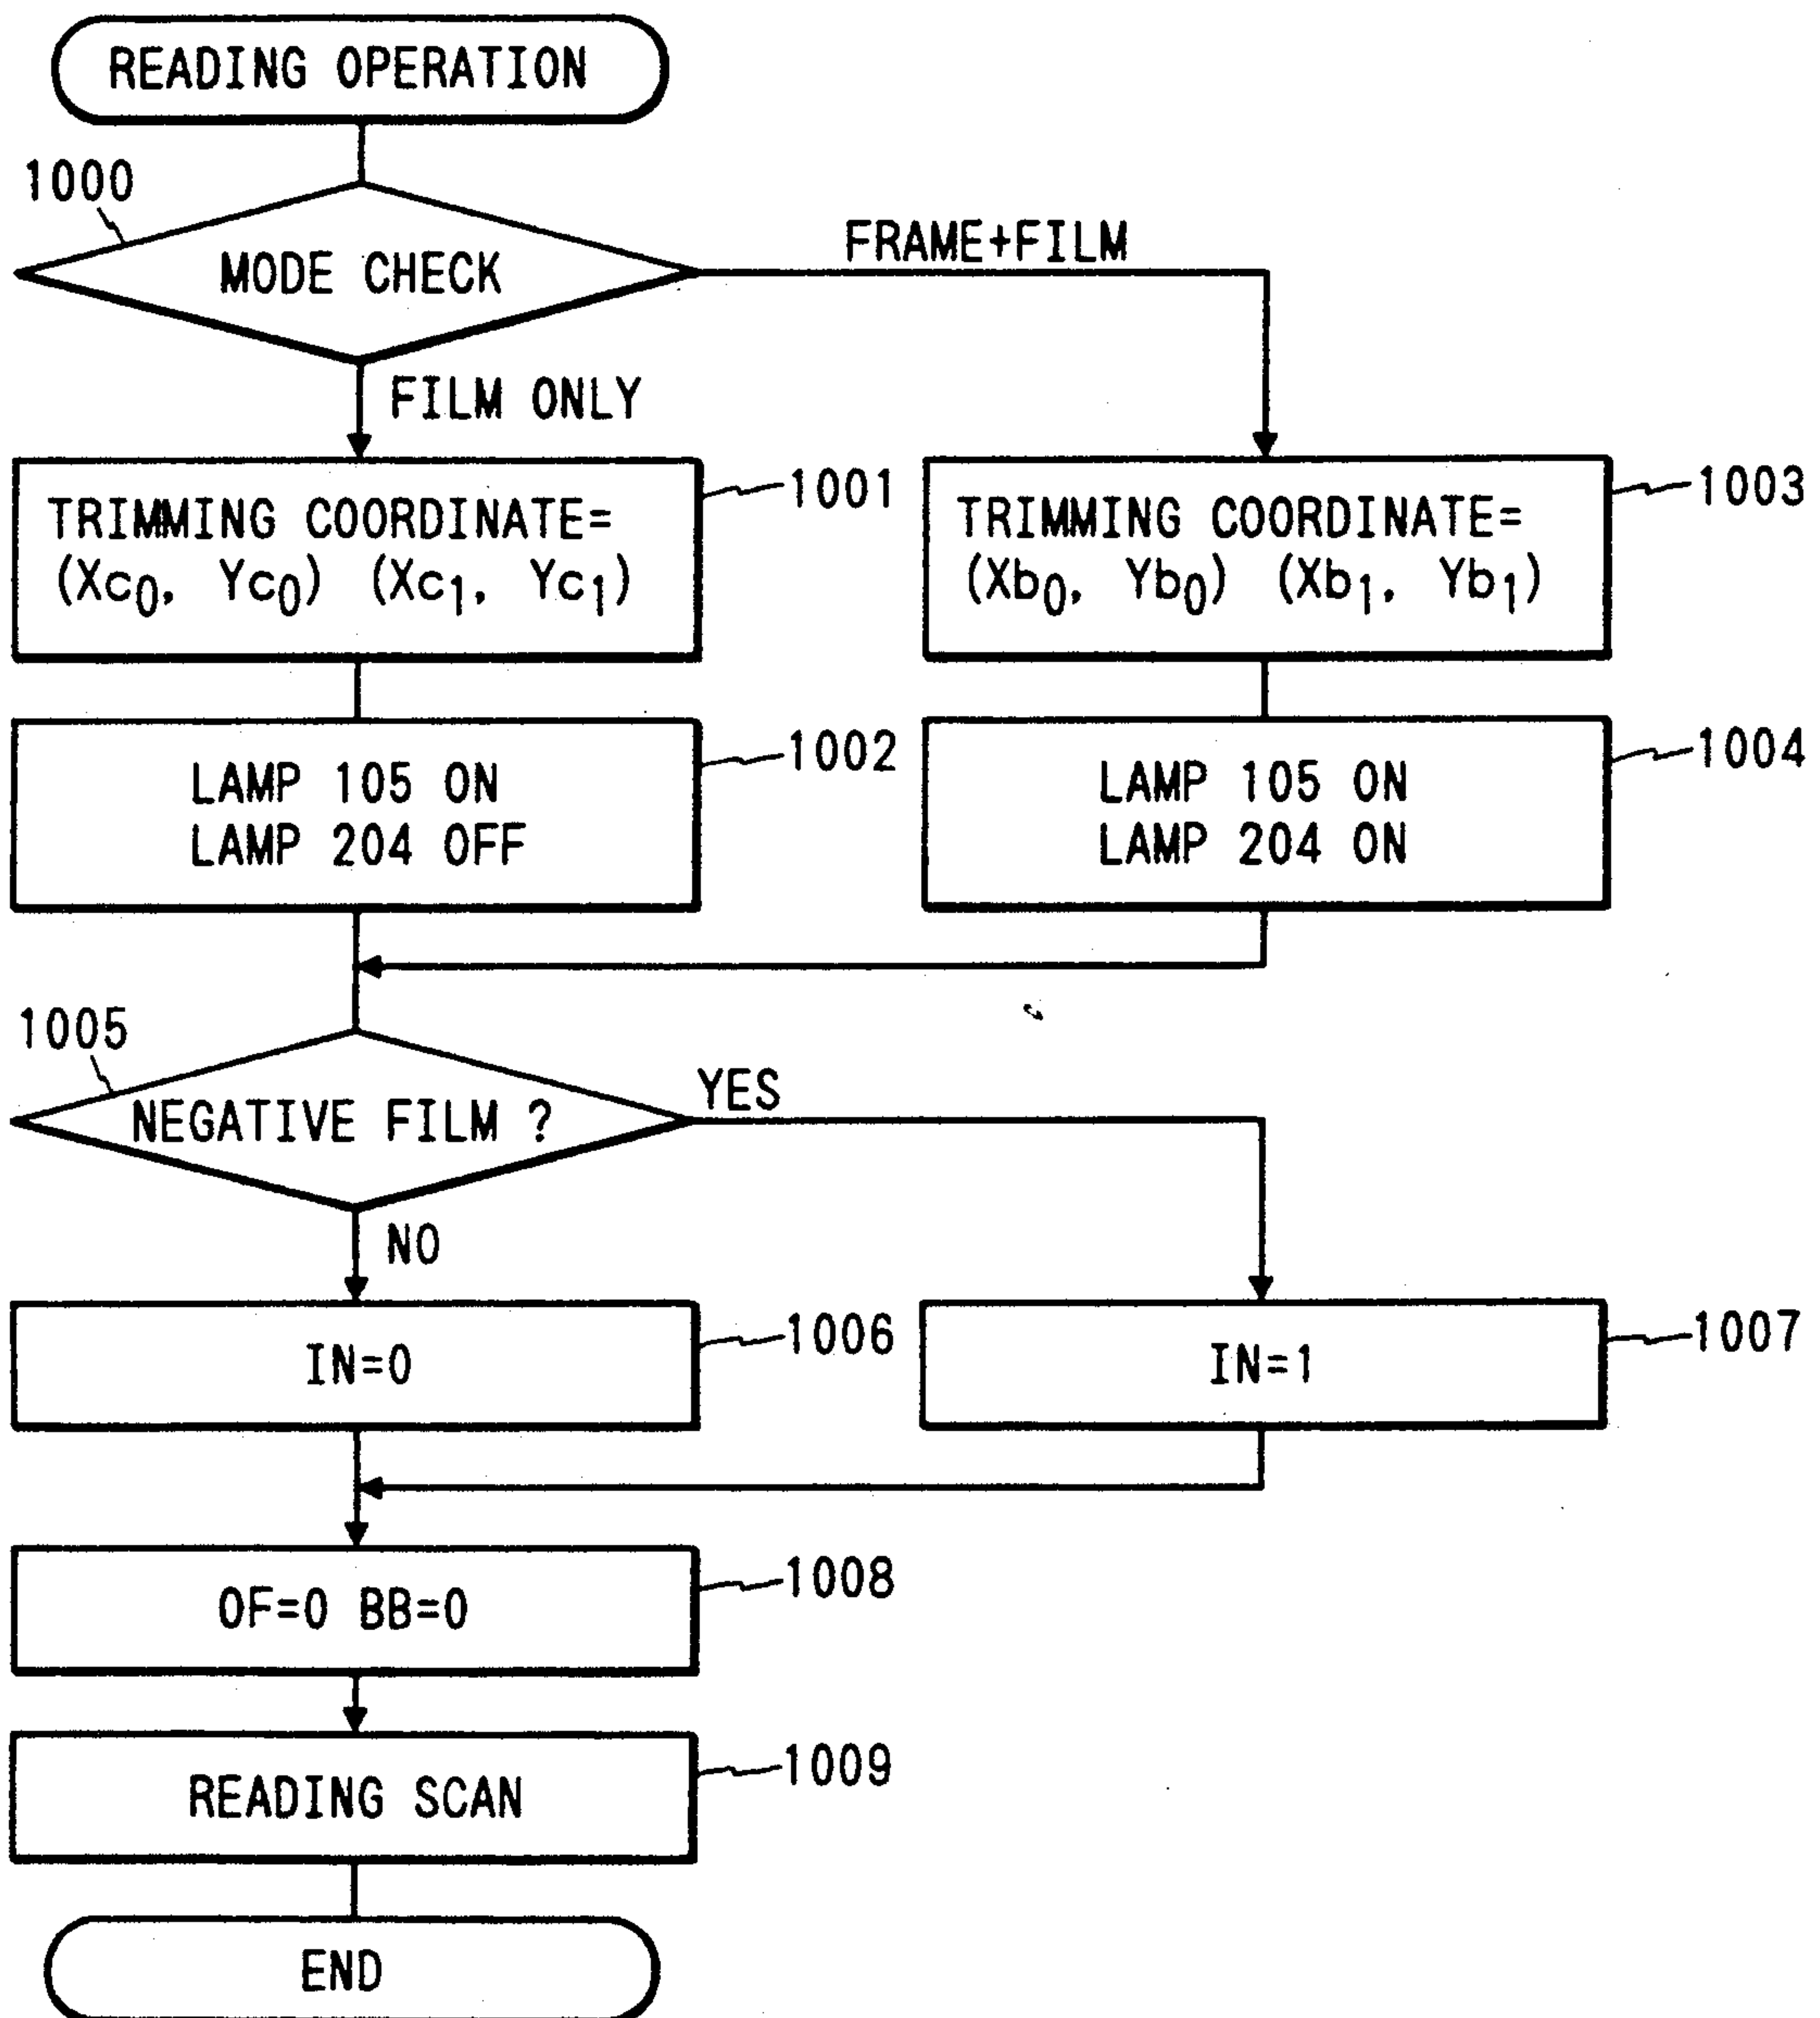 READING OPERATION
1000
MODE CHECK
FRAME+FILM
FILM ONLY
TRIMMING COORDINATE=
(Xc₀, Yc₀) (Xc₁, Yc₁)
1001
TRIMMING COORDINATE=
(Xb₀, Yb₀) (Xb₁, Yb₁)
1003
LAMP 105 ON
LAMP 204 OFF
1002
LAMP 105 ON
LAMP 204 ON
1004
1005
NEGATIVE FILM ?
YES
NO
IN=0
1006
IN=1
1007
OF=0 BB=0
1008
READING SCAN
1009
END